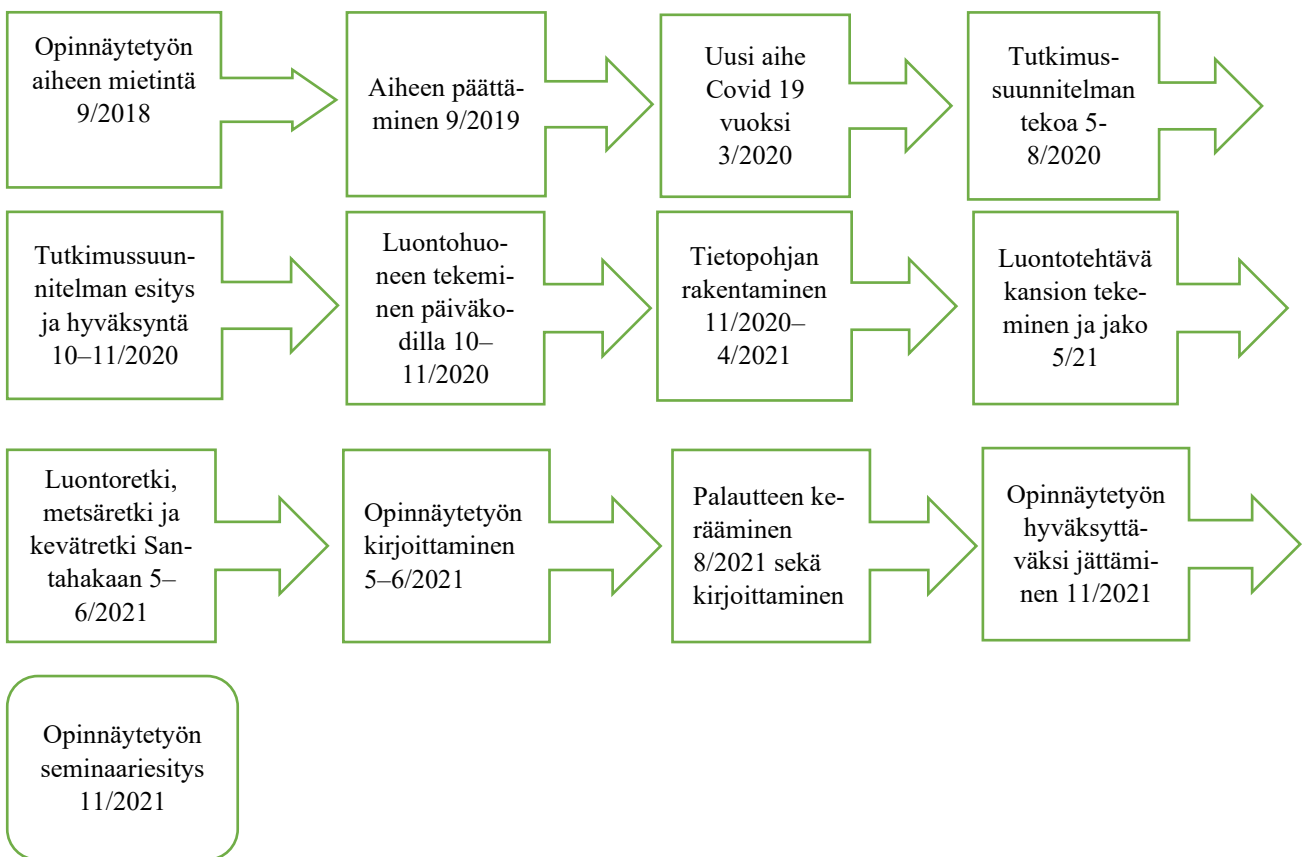 Opinnäytetyön
aiheen mietintä
9/2018
Aiheen päättä-
minen 9/2019
Uusi aihe
Covid 19
vuoksi
3/2020
Tutkimus-
suunnitelman
tekoa 5-
8/2020
Tutkimussuun-
nitelman esitys
ja hyväksyntä
10–11/2020
Luontohuo-
neen tekemi-
nen päiväko-
dilla 10–
11/2020
Tietopohjan
rakentaminen
11/2020–
4/2021
Luontotehtävä
kansion teke-
minen ja jako
5/21
Luontoretki,
metsäretki ja
kevätretki San-
tahakaan 5–
6/2021
Opinnäytetyön
kirjoittaminen
5–6/2021
Palautteen ke-
rääminen
8/2021 sekä
kirjoittaminen
Opinnäytetyön
hyväksyttä-
väksi jättämi-
nen 11/2021
Opinnäytetyön
seminaariesitys
11/2021